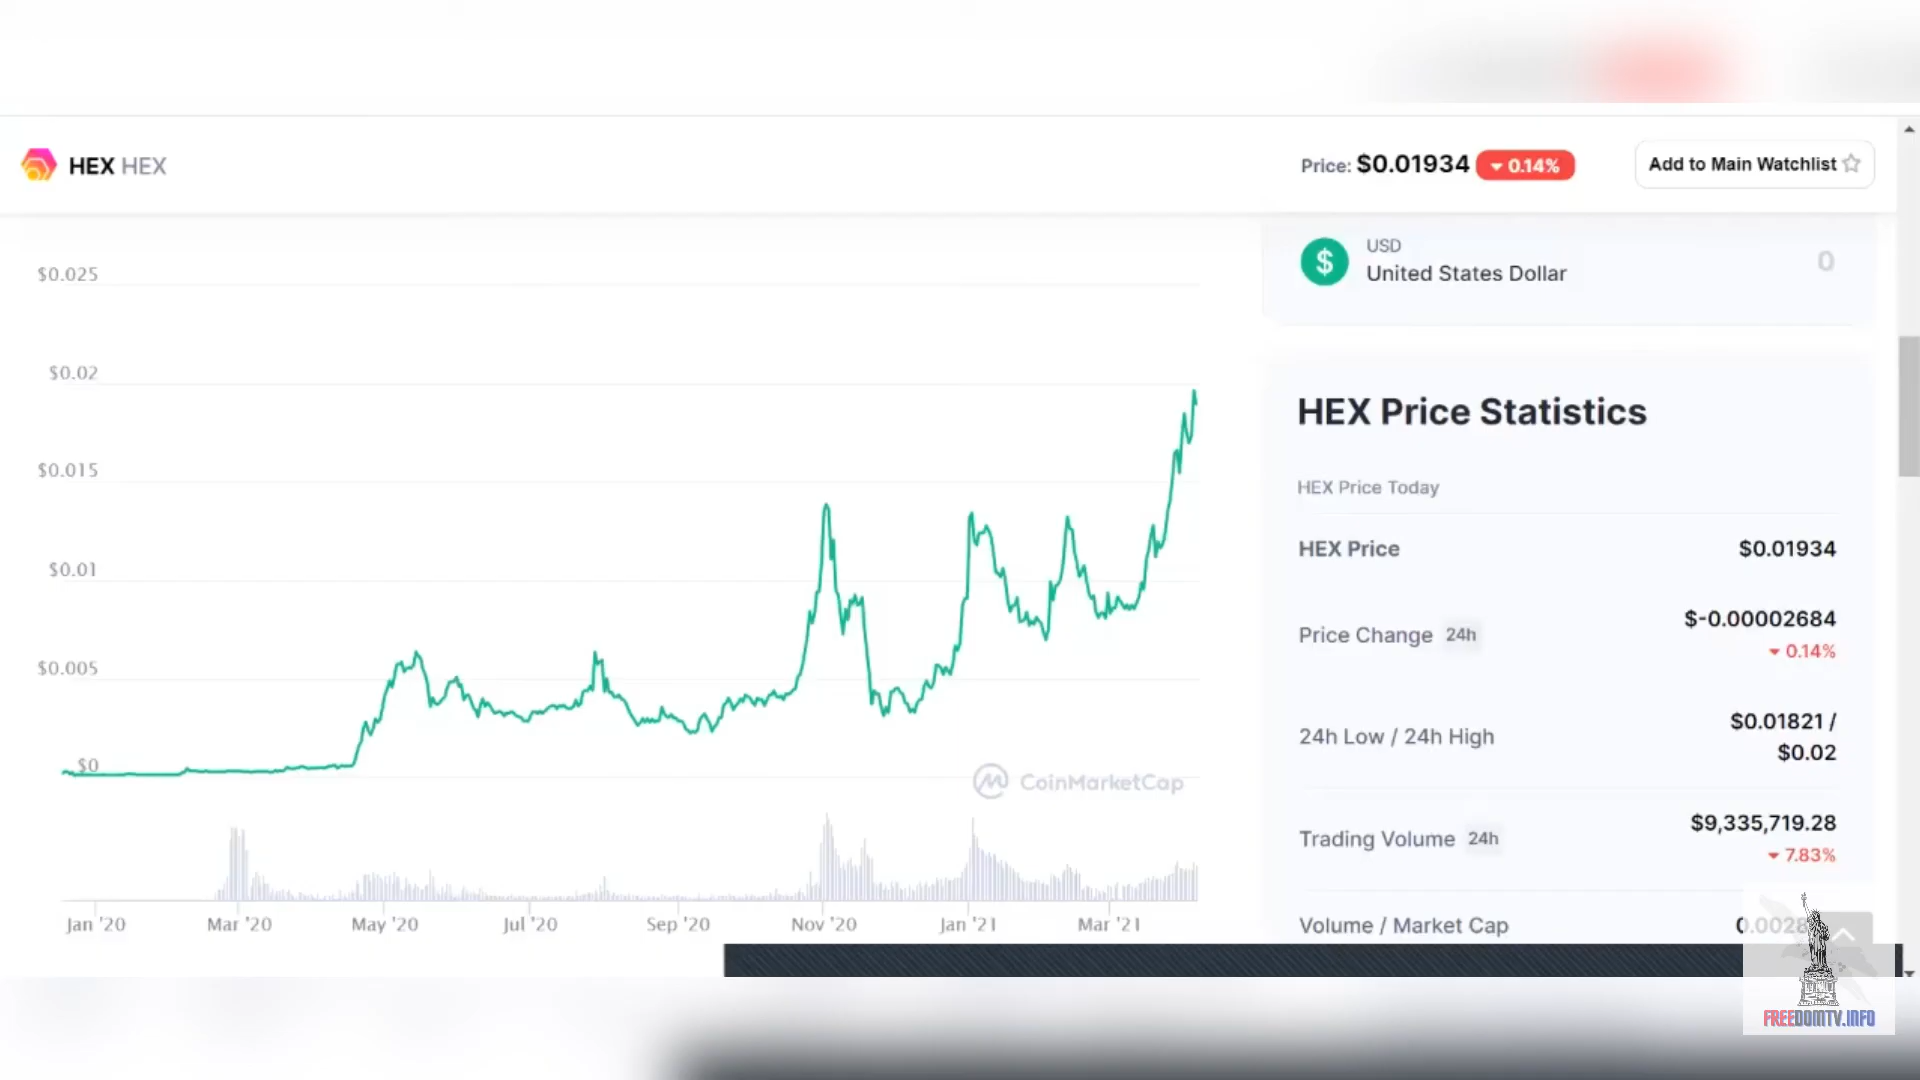 HEX HEX
Price: $0.01934 0.14%
Add to Main Watchlist
USD
United States Dollar
0
$0.025
$0.02
$0.015
$0.01
$0.005
$0
CoinMarketCap
Jan '20
Mar '20
May '20
Jul '20
Sep '20
Nov '20
Jan '21
Mar '21
HEX Price Statistics
HEX Price Today
HEX Price
$0.01934
Price Change 24h
$-0.00002684
0.14%
24h Low / 24h High
$0.01821 /
$0.02
Trading Volume 24h
$9,335,719.28
7.83%
Volume / Market Cap
FREEDOMTV.INFO